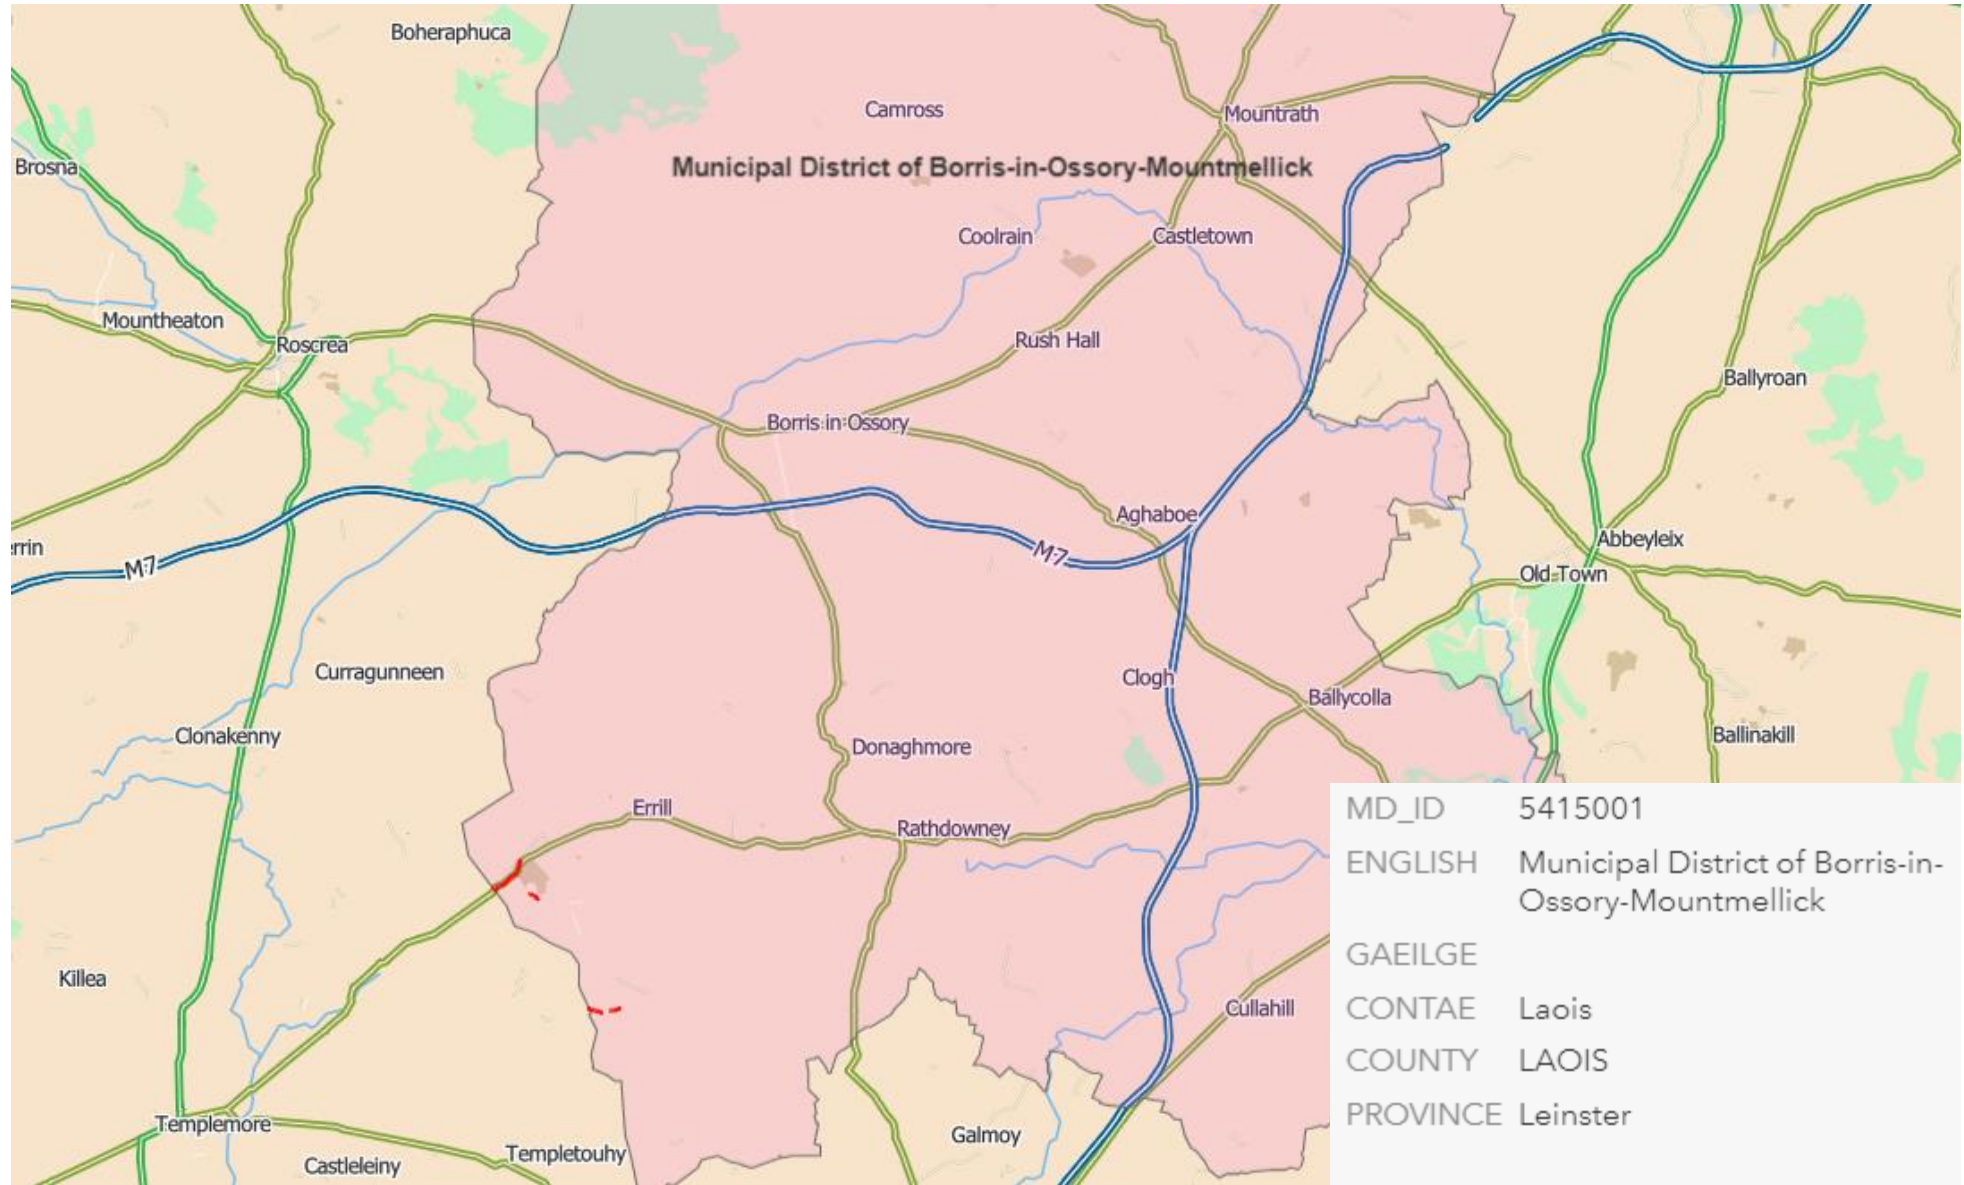 Boheraphuca
Camross
Mountrath
Brosna
Municipal District of Borris-in-Ossory-Mountmellick
Coolrain
Castletown
Mountheaton
Roscrea
Rush Hall
Ballyroan
Borris in Ossory
Aghaboe
Abbeyleix
errin
M7
M7
Old Town
Curragunneen
Clogh
Ballycolla
Clonakenny
Donaghmore
Ballinakill
Errill
Rathdowney
Killea
Cullahill
Templemore
Galmoy
Templetouhy
Castleleiny
MD_ID 5415001
ENGLISH Municipal District of Borris-in-
Ossory-Mountmellick
GAEILGE
CONTAE Laois
COUNTY LAOIS
PROVINCE Leinster